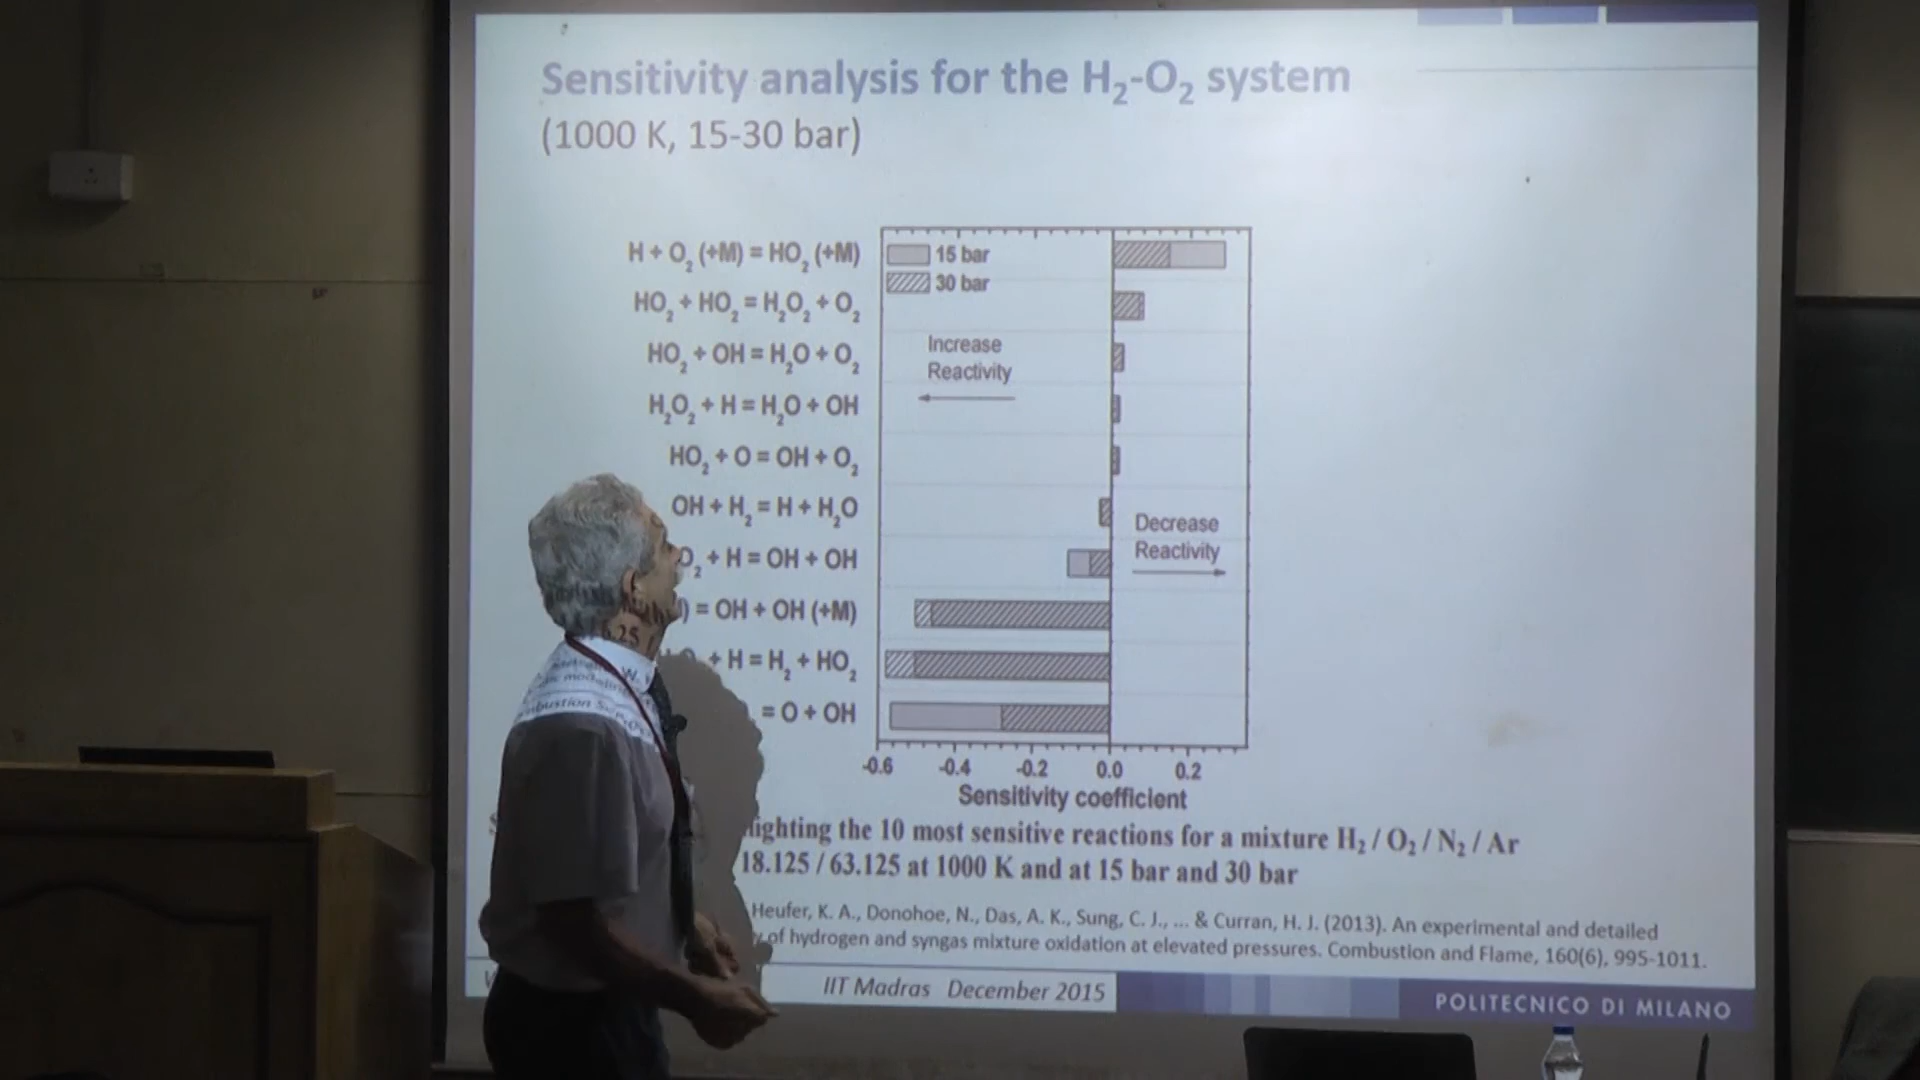 Sensitivity analysis for the H₂-O₂ system
(1000 K, 15-30 bar)
H + O₂ (+M) = HO₂ (+M)
15 bar
30 bar
HO₂ + HO₂ = H₂O₂ + O₂
HO₂ + OH = H₂O + O₂
Increase
Reactivity
H₂O₂ + H = H₂O + OH
HO₂ + O = OH + O₂
OH + H₂ = H + H₂O
Decrease
Reactivity
O₂ + H = OH + OH
) = OH + OH (+M)
+ H = H₂ + HO₂
= O + OH
-0.6 -0.4 -0.2 0.0 0.2
Sensitivity coefficient
lighting the 10 most sensitive reactions for a mixture H₂ / O₂ / N₂ / Ar
18.125 / 63.125 at 1000 K and at 15 bar and 30 bar
Heufer, K. A., Donohoe, N., Das, A. K., Sung, C. J., ... & Curran, H. J. (2013). An experimental and detailed
of hydrogen and syngas mixture oxidation at elevated pressures. Combustion and Flame, 160(6), 995-1011.
IIT Madras December 2015
POLITECNICO DI MILANO